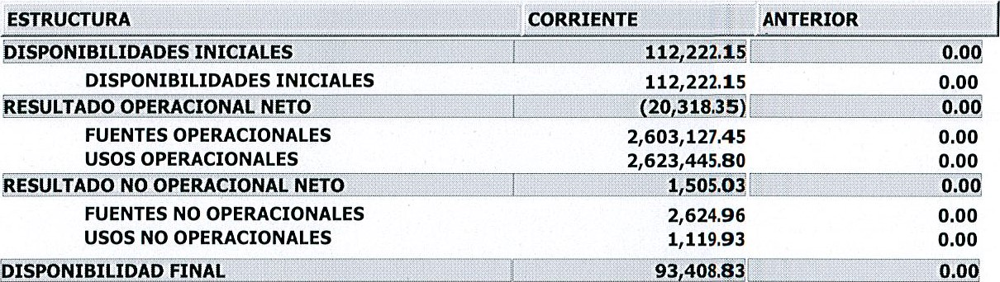 ESTRUCTURA CORRIENTE ANTERIOR
DISPONIBILIDADES INICIALES 112,222.15 0.00
DISPONIBILIDADES INICIALES 112,222.15 0.00
RESULTADO OPERACIONAL NETO (20,318.35) 0.00
FUENTES OPERACIONALES 2,603,127.45 0.00
USOS OPERACIONALES 2,623,445.80 0.00
RESULTADO NO OPERACIONAL NETO 1,505.03 0.00
FUENTES NO OPERACIONALES 2,624.96 0.00
USOS NO OPERACIONALES 1,119.93 0.00
DISPONIBILIDAD FINAL 93,408.83 0.00